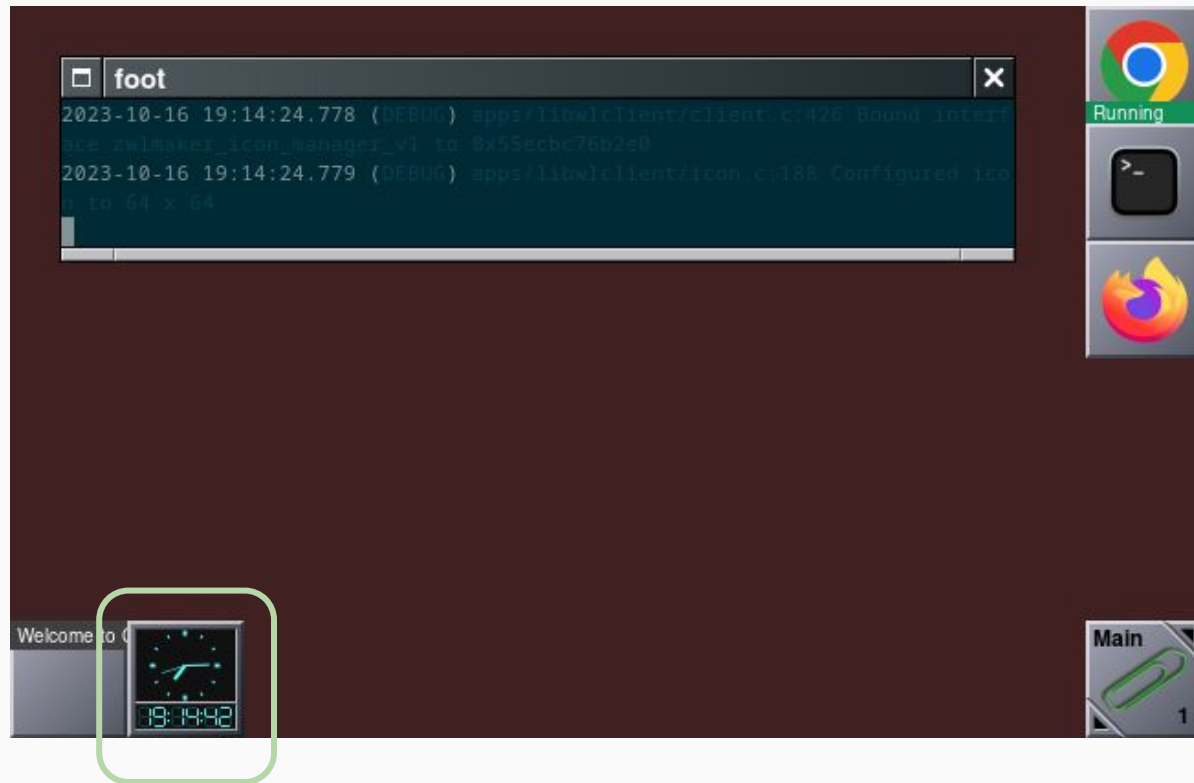 foot
2023-10-16 19:14:24.778 (DEBUG) apps/libwlclient/client.c:426 Bound interf
ace zwlmaker_icon_manager_v1 to 0x55ecbc76b2e0
2023-10-16 19:14:24.779 (DEBUG) apps/libwlclient/icon.c:188 Configured ico
n to 64 x 64
Running
>_
Welcome to
19:14:42
Main
1